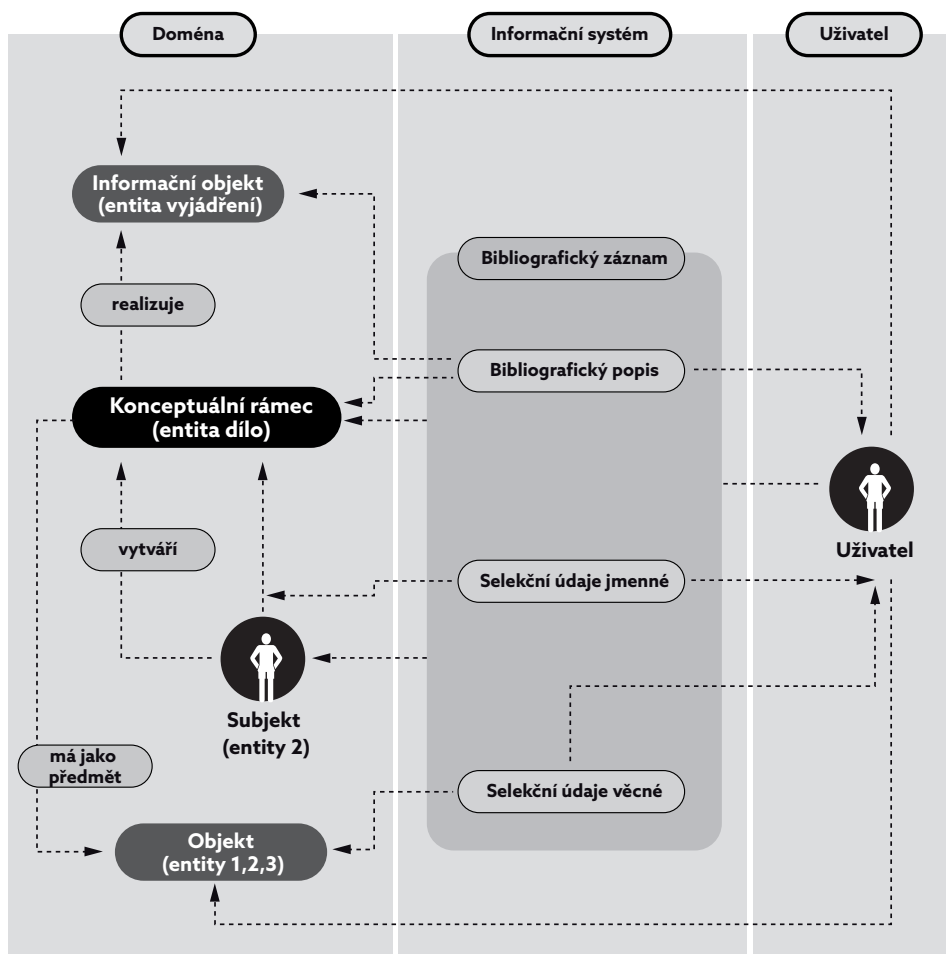 Doména
Informační systém
Uživatel
Informační objekt
(entita vyjádření)
Bibliografický záznam
realizuje
Bibliografický popis
Konceptuální rámec
(entita dílo)
vytváří
Uživatel
Selekční údaje jmenné
Subjekt
(entity 2)
má jako
předmět
Selekční údaje věcné
Objekt
(entity 1,2,3)